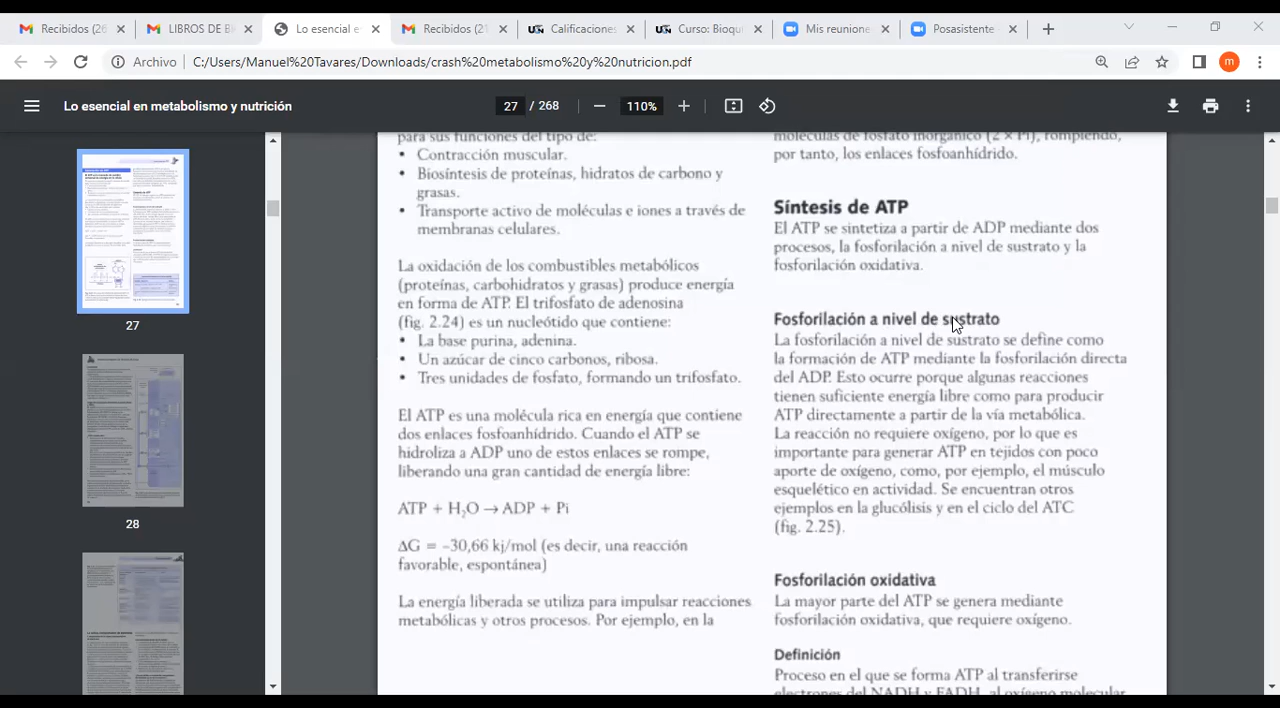 Recibidos (26
LIBROS DE B
Lo esencial e
Recibidos (2
Calificaciones
Curso: Bioqu
Mis reunione
Posasistente
Archivo
C:/Users/Manuel%20Tavares/Downloads/crash%20metabolismo%20y%20nutricion.pdf
m
Lo esencial en metabolismo y nutrición
27 / 268
110%
27
28
para sus funciones del tipo de:
• Contracción muscular.
• Biosíntesis de proteínas, hidratos de carbono y
grasas.
• Transporte activo de moléculas e iones a través de
membranas celulares.
La oxidación de los combustibles metabólicos
(proteínas, carbohidratos y grasas) produce energía
en forma de ATP. El trifosfato de adenosina
(fig. 2.24) es un nucleótido que contiene:
• La base purina, adenina.
• Un azúcar de cinco carbonos, ribosa.
• Tres unidades de fosfato, formando un trifosfato.
El ATP es una molécula rica en energía que contiene
dos enlaces fosfoanhídrido. Cuando el ATP se
hidroliza a ADP uno de estos enlaces se rompe,
liberando una gran cantidad de energía libre:
ATP + H₂O → ADP + Pi
ΔG = –30,66 kj/mol (es decir, una reacción
favorable, espontánea)
La energía liberada se utiliza para impulsar reacciones
metabólicas y otros procesos. Por ejemplo, en la
moléculas de fosfato inorgánico (2 × Pi), rompiendo,
por tanto, los enlaces fosfoanhídrido.
Síntesis de ATP
El ATP se sintetiza a partir de ADP mediante dos
procesos, la fosforilación a nivel de sustrato y la
fosforilación oxidativa.
Fosforilación a nivel de sustrato
La fosforilación a nivel de sustrato se define como
la formación de ATP mediante la fosforilación directa
del ADP. Esto ocurre porque algunas reacciones
tienen suficiente energía libre como para producir
ATP directamente a partir de la vía metabólica.
La reacción no requiere oxígeno, por lo que es
importante para generar ATP en tejidos con poco
aporte de oxígeno, como, por ejemplo, el músculo
esquelético en actividad. Se encuentran otros
ejemplos en la glucólisis y en el ciclo del ATC
(fig. 2.25).
Fosforilación oxidativa
La mayor parte del ATP se genera mediante
fosforilación oxidativa, que requiere oxígeno.
Definición
Proceso en el que se forma ATP al transferirse
electrones del NADH y FADH₂ al oxígeno molecular